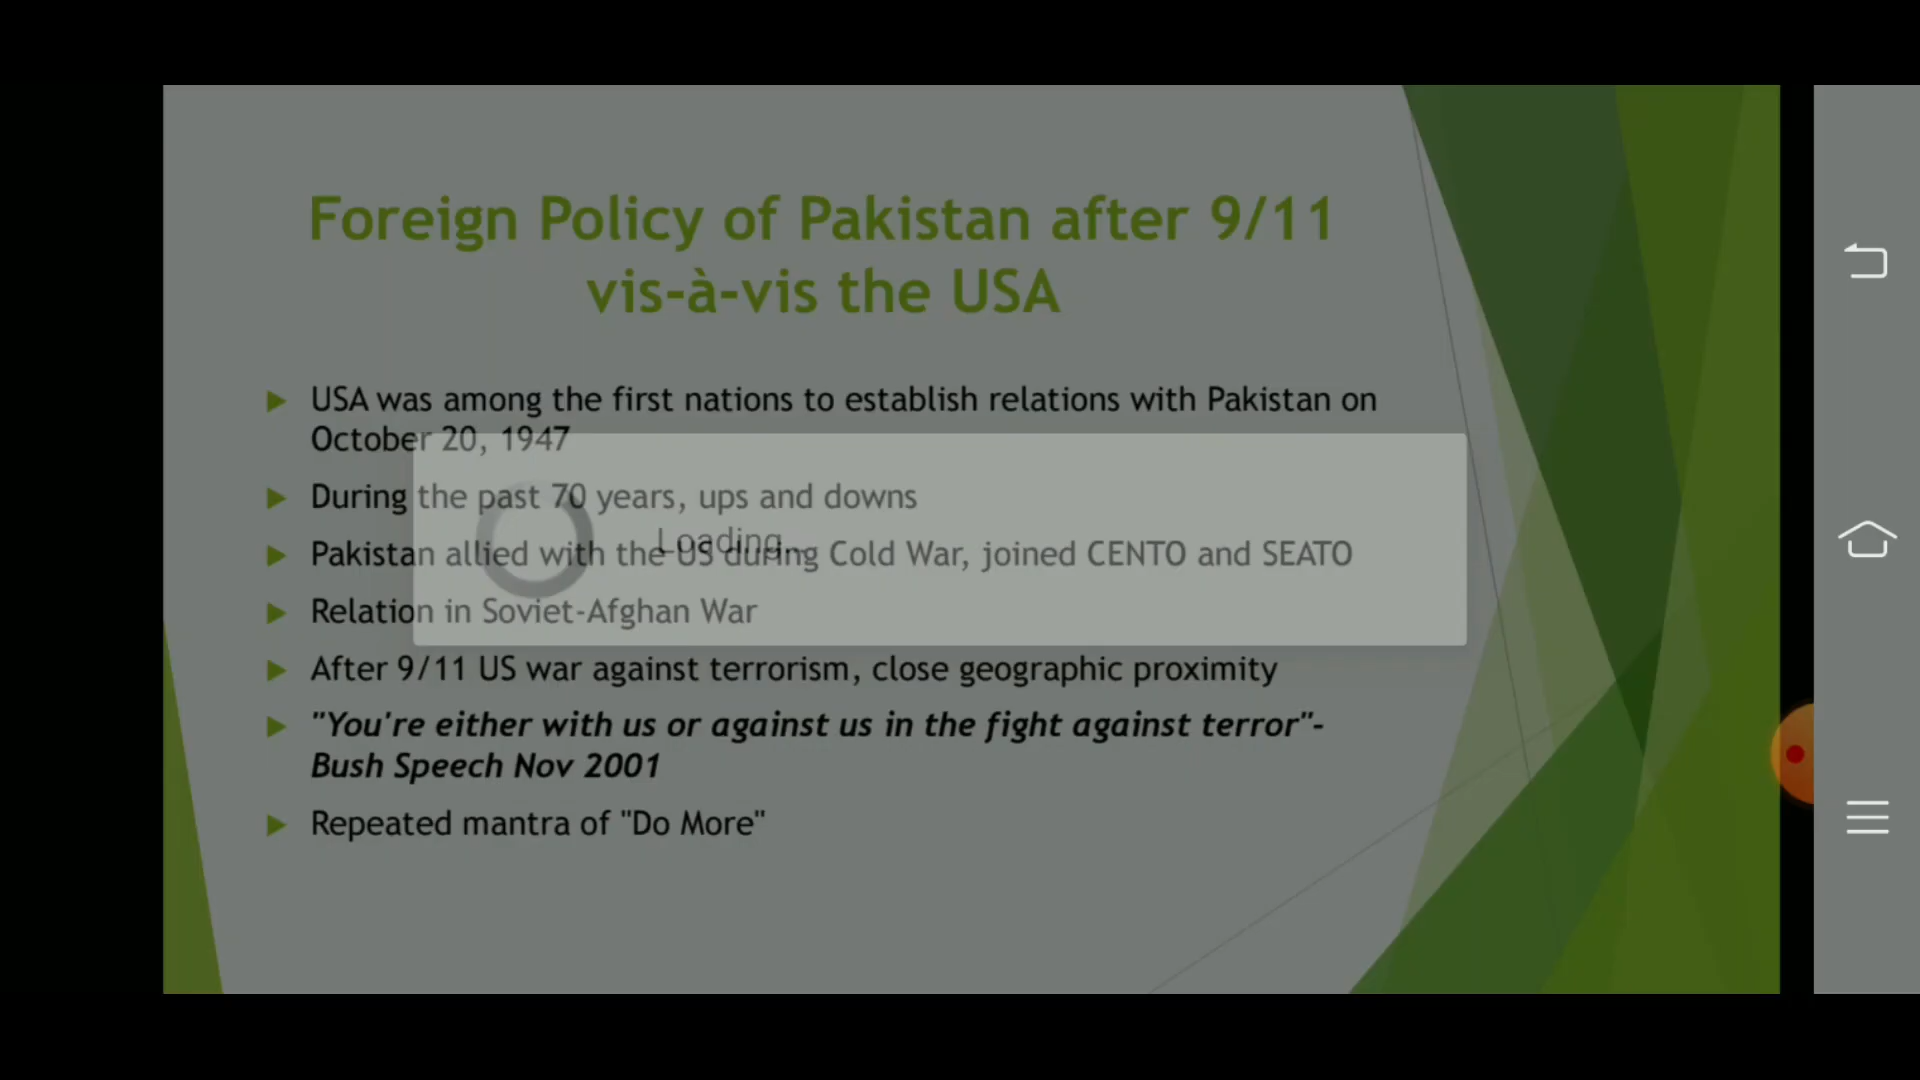 Foreign Policy of Pakistan after 9/11
vis-à-vis the USA
USA was among the first nations to establish relations with Pakistan on
October 20, 1947
During the past 70 years, ups and downs
Loading...
Pakistan allied with the US during Cold War, joined CENTO and SEATO
Relation in Soviet-Afghan War
After 9/11 US war against terrorism, close geographic proximity
"You're either with us or against us in the fight against terror"-
Bush Speech Nov 2001
Repeated mantra of "Do More"